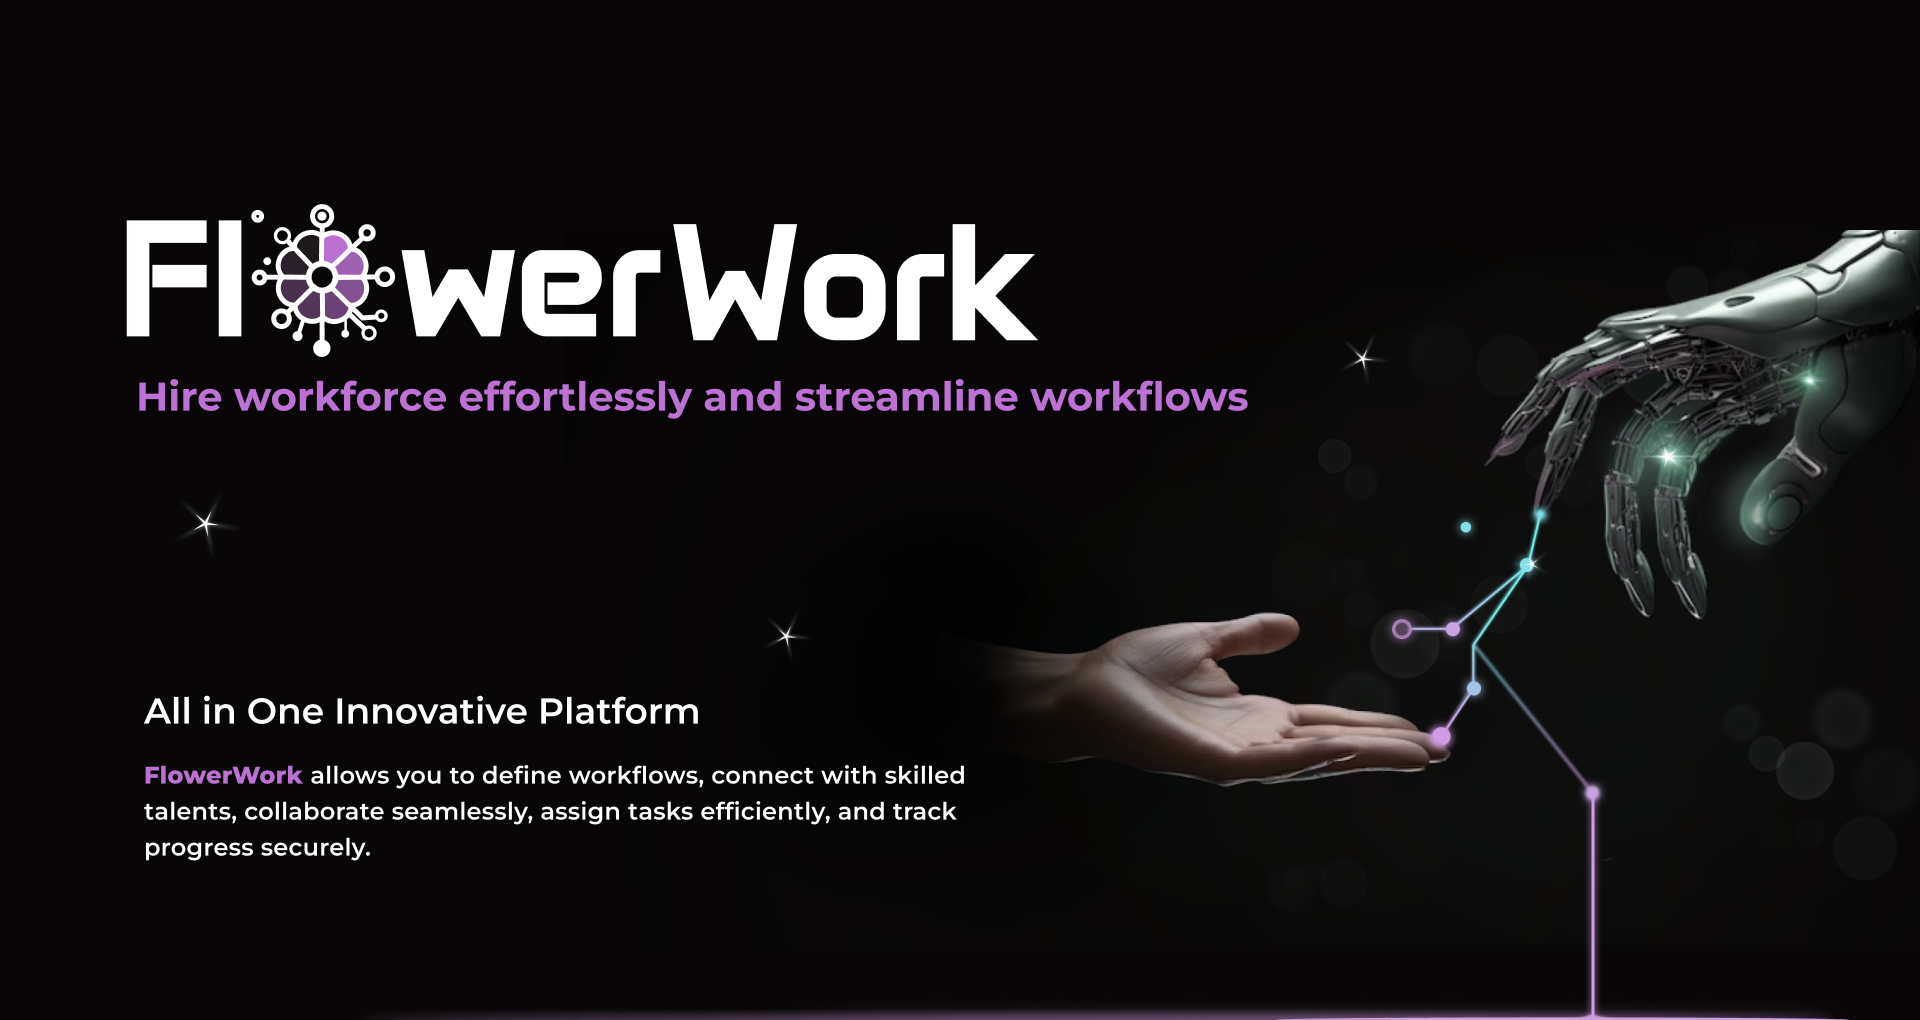 FlowerWork
Hire workforce effortlessly and streamline workflows
All in One Innovative Platform
FlowerWork allows you to define workflows, connect with skilled
talents, collaborate seamlessly, assign tasks efficiently, and track
progress securely.